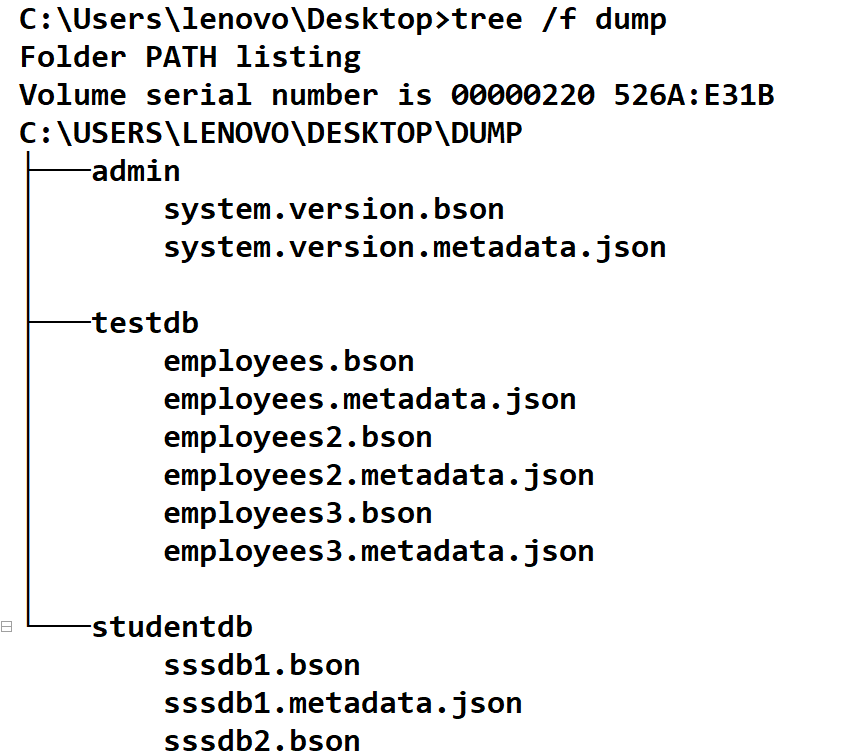 C:\Users\lenovo\Desktop>tree /f dump
Folder PATH listing
Volume serial number is 00000220 526A:E31B
C:\USERS\LENOVO\DESKTOP\DUMP
├───admin
system.version.bson
system.version.metadata.json
├───testdb
employees.bson
employees.metadata.json
employees2.bson
employees2.metadata.json
employees3.bson
employees3.metadata.json
└───studentdb
sssdb1.bson
sssdb1.metadata.json
sssdb2.bson